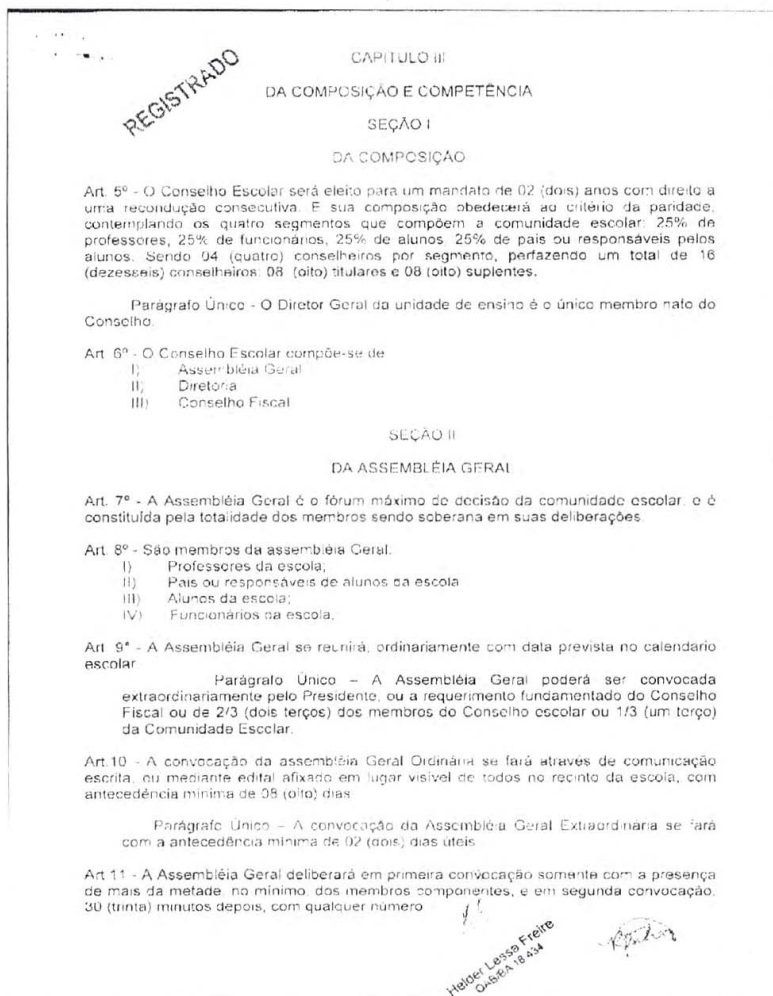 REGISTRADO
CAPITULO III
DA COMPOSIÇÃO E COMPETÊNCIA
SEÇÃO I
DA COMPOSIÇÃO
Art. 5º - O Conselho Escolar será eleito para um mandato de 02 (dois) anos com direito a
uma recondução consecutiva. E sua composição obedecerá ao critério da paridade,
contemplando os quatro segmentos que compõem a comunidade escolar: 25% de
professores, 25% de funcionários, 25% de alunos, 25% de pais ou responsáveis pelos
alunos. Sendo 04 (quatro) conselheiros por segmento, perfazendo um total de 16
(dezesseis) conselheiros: 08 (oito) titulares e 08 (oito) suplentes.
Parágrafo Único - O Diretor Geral da unidade de ensino é o único membro nato do
Conselho.
Art. 6º - O Conselho Escolar compõe-se de
I) Assembléia Geral
II) Diretoria
III) Conselho Fiscal
SEÇÃO II
DA ASSEMBLÉIA GERAL
Art. 7º - A Assembléia Geral é o fórum máximo de decisão da comunidade escolar, e é
constituída pela totalidade dos membros sendo soberana em suas deliberações
Art. 8º - São membros da assembléia Geral.
I) Professores da escola;
II) Pais ou responsáveis de alunos da escola
III) Alunos da escola;
IV) Funcionários da escola.
Art. 9º - A Assembléia Geral se reunirá, ordinariamente com data prevista no calendario
escolar
Parágrafo Único – A Assembléia Geral poderá ser convocada
extraordinariamente pelo Presidente, ou a requerimento fundamentado do Conselho
Fiscal ou de 2/3 (dois terços) dos membros do Conselho escolar ou 1/3 (um terço)
da Comunidade Escolar.
Art.10 - A convocação da assembléia Geral Ordinária se fará através de comunicação
escrita, ou mediante edital afixado em lugar visível de todos no recinto da escola, com
antecedência mínima de 08 (oito) dias
Parágrafo Único – A convocação da Assembléia Geral Extraordinária se fará
com a antecedência mínima de 02 (dois) dias úteis
Art 11 - A Assembléia Geral deliberará em primeira convocação somente com a presença
de mais da metade, no mínimo, dos membros componentes, e em segunda convocação,
30 (trinta) minutos depois, com qualquer número
Helder Lessa Freire
OAB/BA 18.434